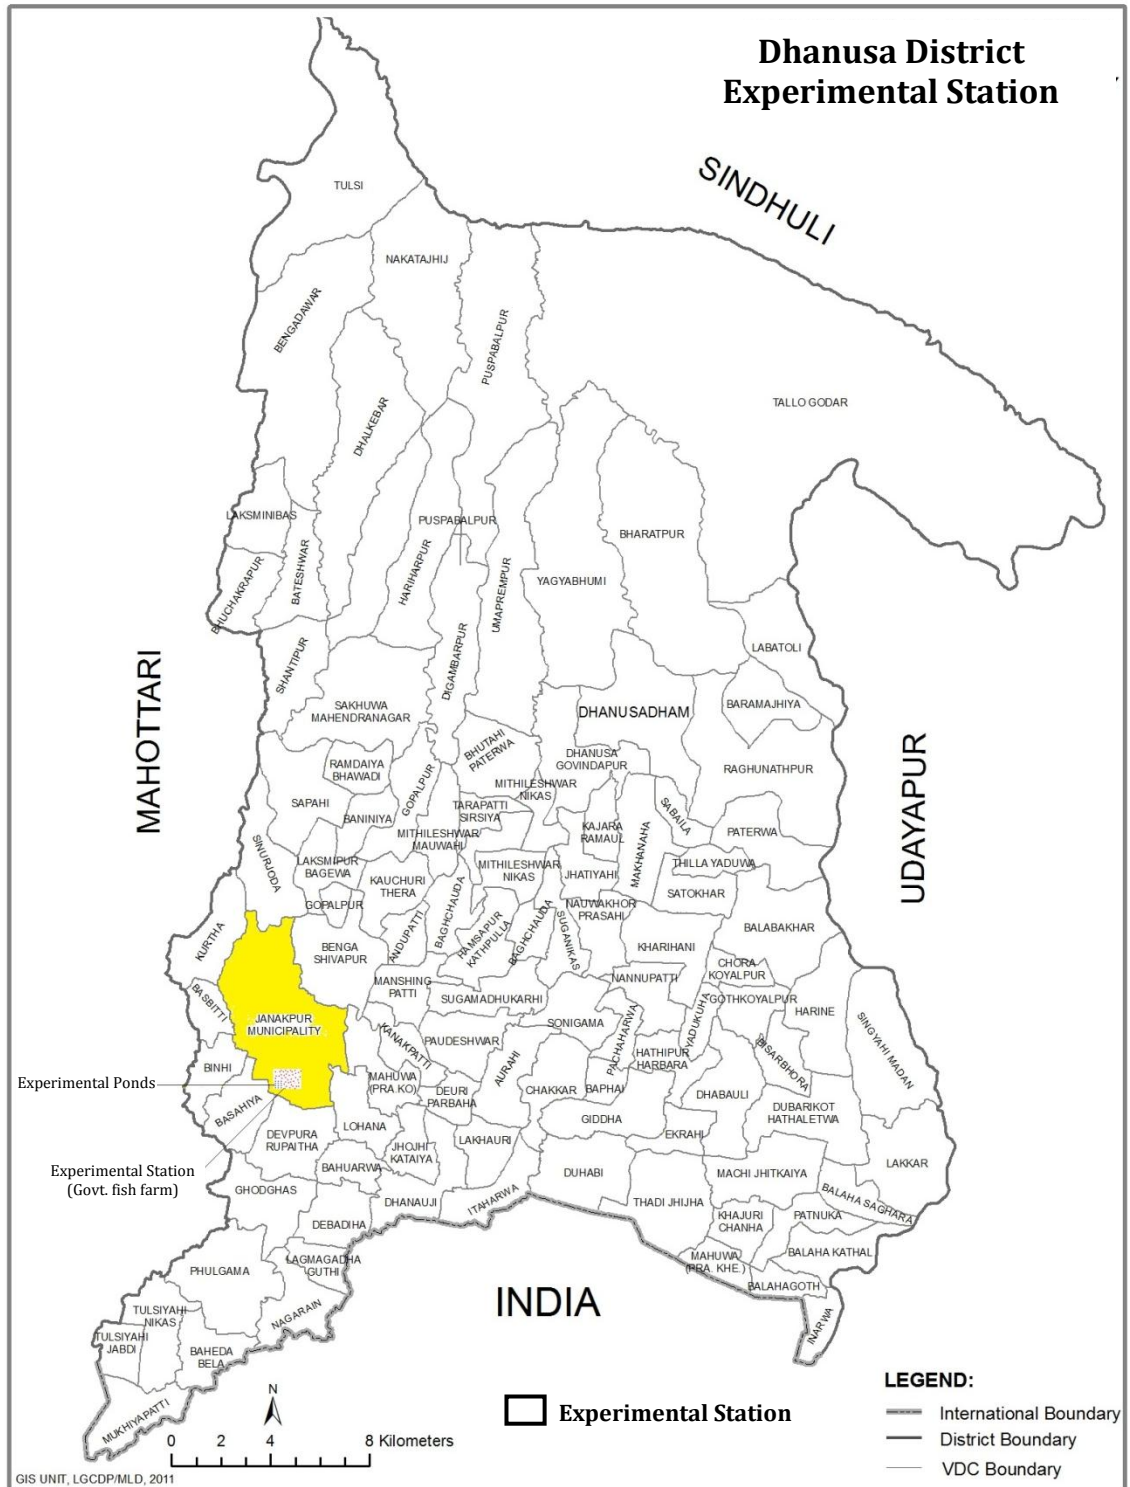 Dhanusa District
Experimental Station
SINDHULI
TULSI
NAKATAJHIJ
BENGADAWAR
PUSPABALPUR
TALLO GODAR
DHALKEBAR
LAKSMINIBAS
PUSPABALPUR
BHARATPUR
BATESHWAR
HARIHARPUR
BHUCHAKRAPUR
UMAPREMPUR
YAGYABHUMI
LABATOLI
SHANTIPUR
DIGAMBARPUR
MAHOTTARI
SAKHUWA
MAHENDRANAGAR
DHANUSADHAM
BARAMAJHIYA
BHUTAHI
PATERWA
DHANUSA
GOVINDAPUR
RAMDAIYA
BHAWADI
RAGHUNATHPUR
UDAYAPUR
GOPALPUR
MITHILESHWAR
NIKAS
SAPAHI
BANINIYA
TARAPATTI
SIRSIYA
SABAILA
MITHILESHWAR
MAUWAHI
KAJARA
RAMAUL
MAKHANAHA
PATERWA
SINURJODA
LAKSMIPUR
BAGEWA
KAUCHURI
THERA
MITHILESHWAR
NIKAS
JHATIYAHI
THILLA YADUWA
SATOKHAR
GOPALPUR
ANDUPATTI
BAGHCHAUDA
HAMSAPUR
KATHPULLA
BAGHCHAUDA
SUGANIKAS
NAUWAKHOR
PRASAHI
BALABAKHAR
KURTHA
BENGA
SHIVAPUR
KHARIHANI
CHORA
KOYALPUR
MANSHING
PATTI
NANNUPATTI
BASBITTI
SUGAMADHUKARHI
YADUKUHA
GOTHKOYALPUR
HARINE
SINGYAHI MADAN
JANAKPUR
MUNICIPALITY
KANAKPATTI
PAUDESHWAR
SONIGAMA
PACHAHARWA
HATHIPUR
HARBARA
BISARBHORA
BINHI
Experimental Ponds
MAHUWA
(PRA.KO)
DEURI
PARBAHA
AURAHI
CHAKKAR
BAPHAI
DHABAULI
DUBARIKOT
HATHALETWA
BASAHIYA
LOHANA
GIDDHA
EKRAHI
DEVPURA
RUPAITHA
JHOJHI
KATAIYA
LAKHAURI
LAKKAR
Experimental Station
(Govt. fish farm)
BAHUARWA
DUHABI
MACHI JHITKAIYA
GHODGHAS
DHANAUJI
ITAHARWA
THADI JHIJHA
BALAHA SAGHARA
DEBADIHA
KHAJURI
CHANHA
PATNUKA
LAGMAGADHA
GUTHI
MAHUWA
(PRA. KHE.)
BALAHA KATHAL
PHULGAMA
BALAHAGOTH
INDIA
NAGARAIN
TULSIYAHI
NIKAS
INARWA
TULSIYAHI
JABDI
BAHEDA
BELA
MUKHIYAPATTI
N
LEGEND:
Experimental Station
International Boundary
District Boundary
VDC Boundary
0 2 4 8 Kilometers
GIS UNIT, LGCDP/MLD, 2011